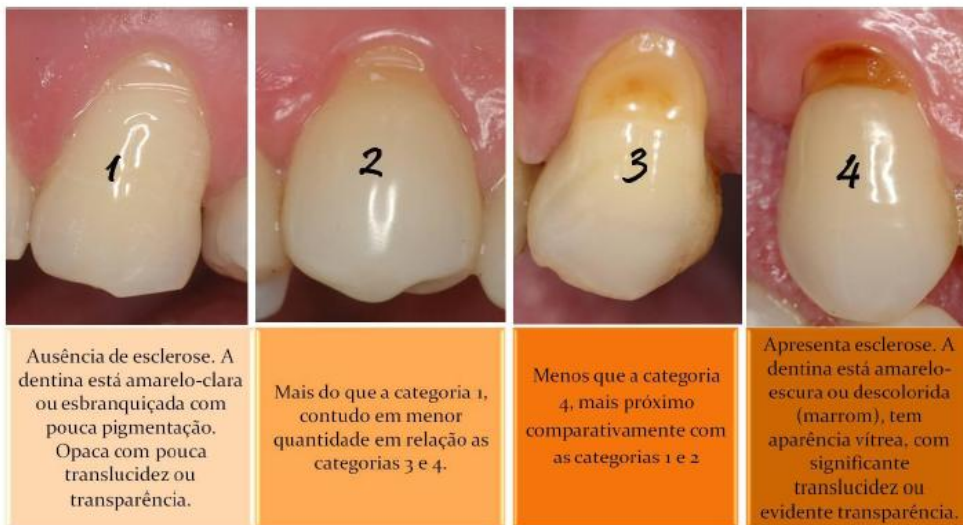 1
2
3
4
Ausência de esclerose. A
dentina está amarelo-clara
ou esbranquiçada com
pouca pigmentação.
Opaca com pouca
translucidez ou
transparência.
Mais do que a categoria 1,
contudo em menor
quantidade em relação as
categorias 3 e 4.
Menos que a categoria
4, mais próximo
comparativamente com
as categorias 1 e 2
Apresenta esclerose. A
dentina está amarelo-
escura ou descolorida
(marrom), tem
aparência vítrea, com
significante
translucidez ou
evidente transparência.